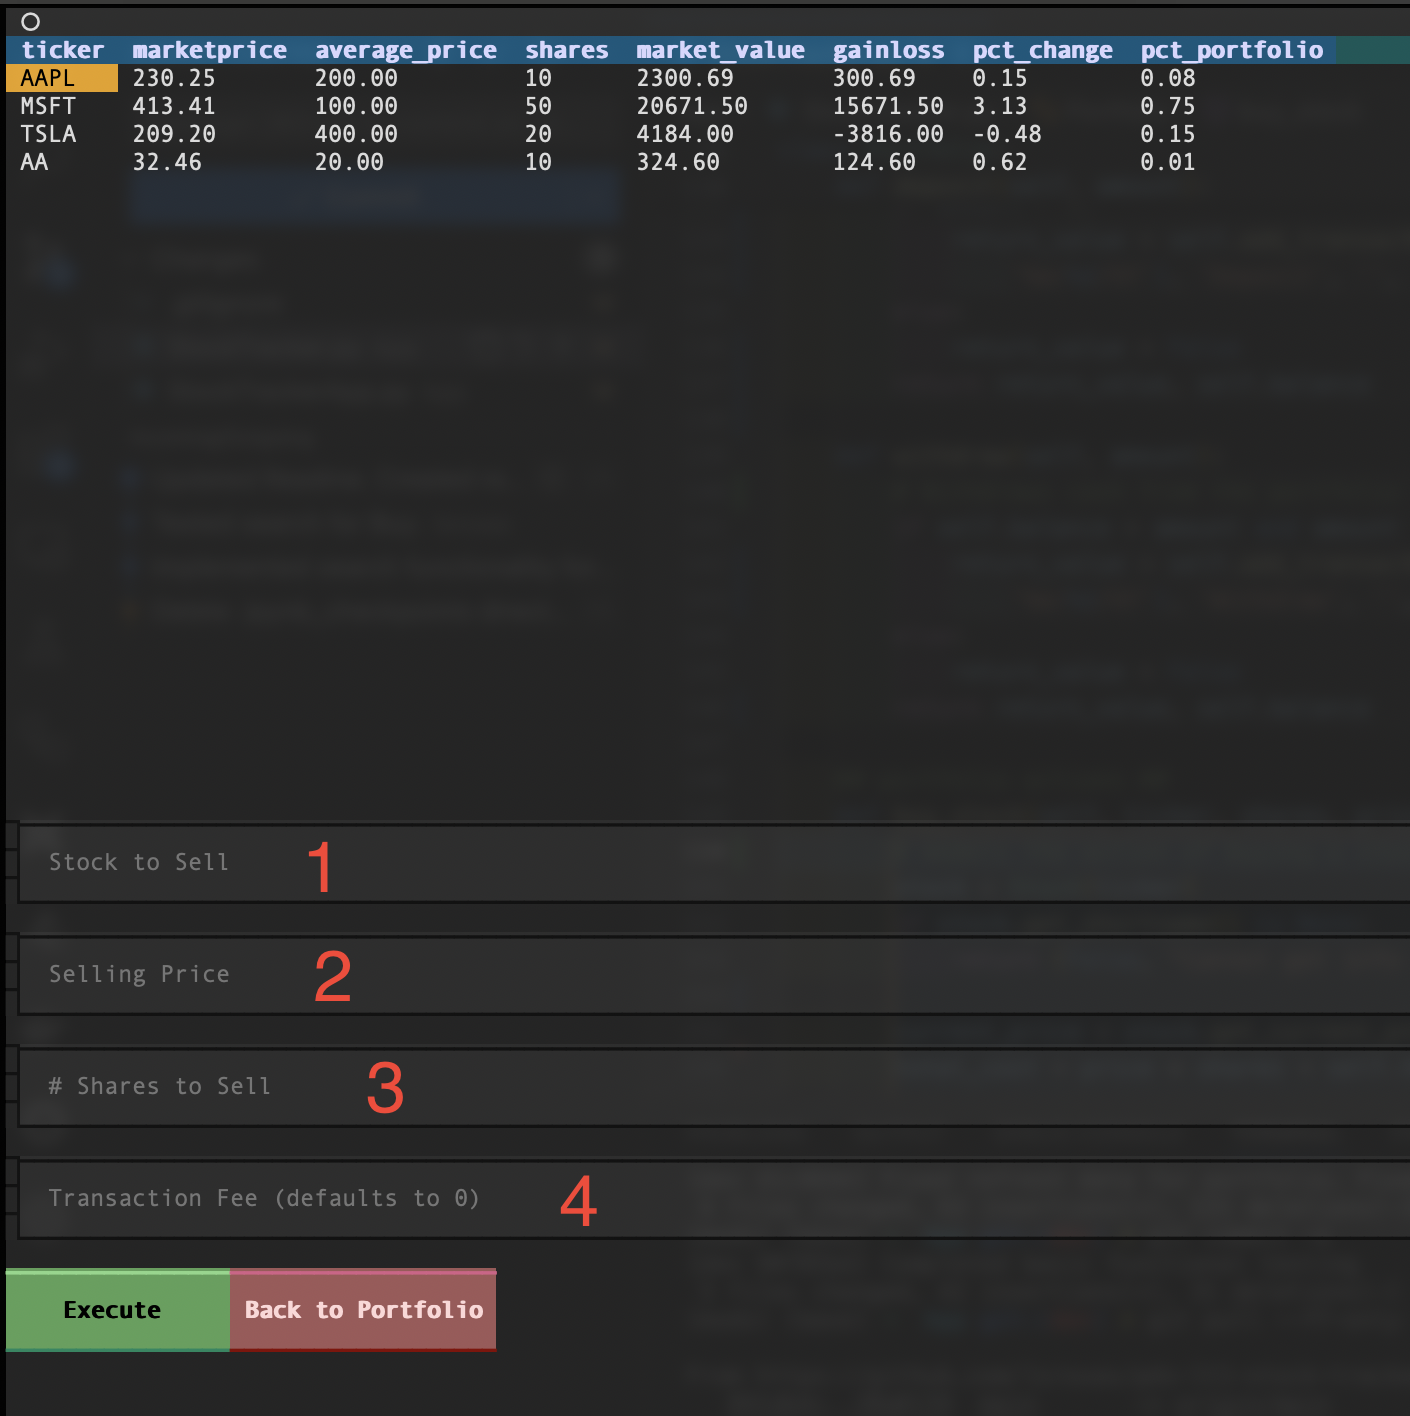 ticker marketprice average_price shares market_value gainloss pct_change pct_portfolio
AAPL 230.25 200.00 10 2300.69 300.69 0.15 0.08
MSFT 413.41 100.00 50 20671.50 15671.50 3.13 0.75
TSLA 209.20 400.00 20 4184.00 -3816.00 -0.48 0.15
AA 32.46 20.00 10 324.60 124.60 0.62 0.01
Stock to Sell 1
Selling Price 2
# Shares to Sell 3
Transaction Fee (defaults to 0) 4
Execute Back to Portfolio